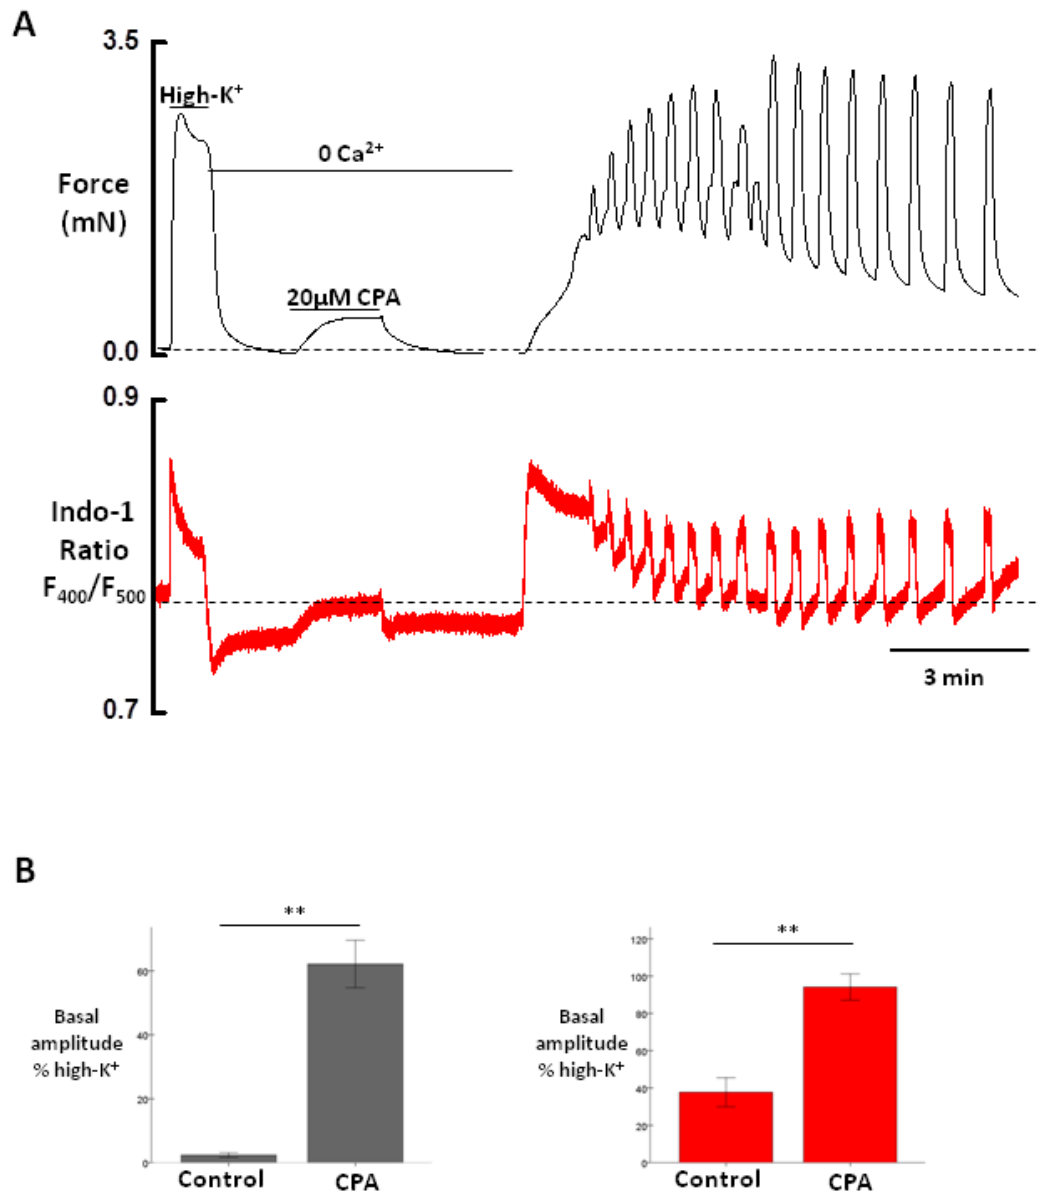 A
3.5
High-K⁺
0 Ca²⁺
Force
(mN)
20μM CPA
0.0
0.9
Indo-1
Ratio
F₄₀₀/F₅₀₀
0.7
3 min
B
**
60
40
20
0
Basal
amplitude
% high-K⁺
Control
CPA
**
120
100
80
60
40
20
0
Basal
amplitude
% high-K⁺
Control
CPA